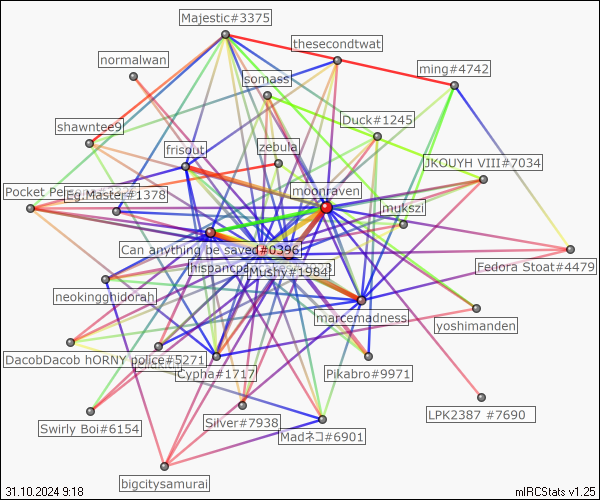 Majestic#3375
thesecondtwat
normalwan
ming#4742
somass
Duck#1245
shawntee9
zebula
frisout
JKOUYH VIII#7034
Pocket Pe
Eg.Master#1378
moonraven
mukszi
Can anything be saved#0396
hispancpa
Mushy#1984
Fedora Stoat#4479
neokingghidorah
marcemadness
yoshimanden
DacobDacob hORNY police#5271
Cypha#1717
Pikabro#9971
Silver#7938
LPK2387 #7690
Swirly Boi#6154
Madネコ#6901
bigcitysamurai
31.10.2024 9:18
mIRCStats v1.25